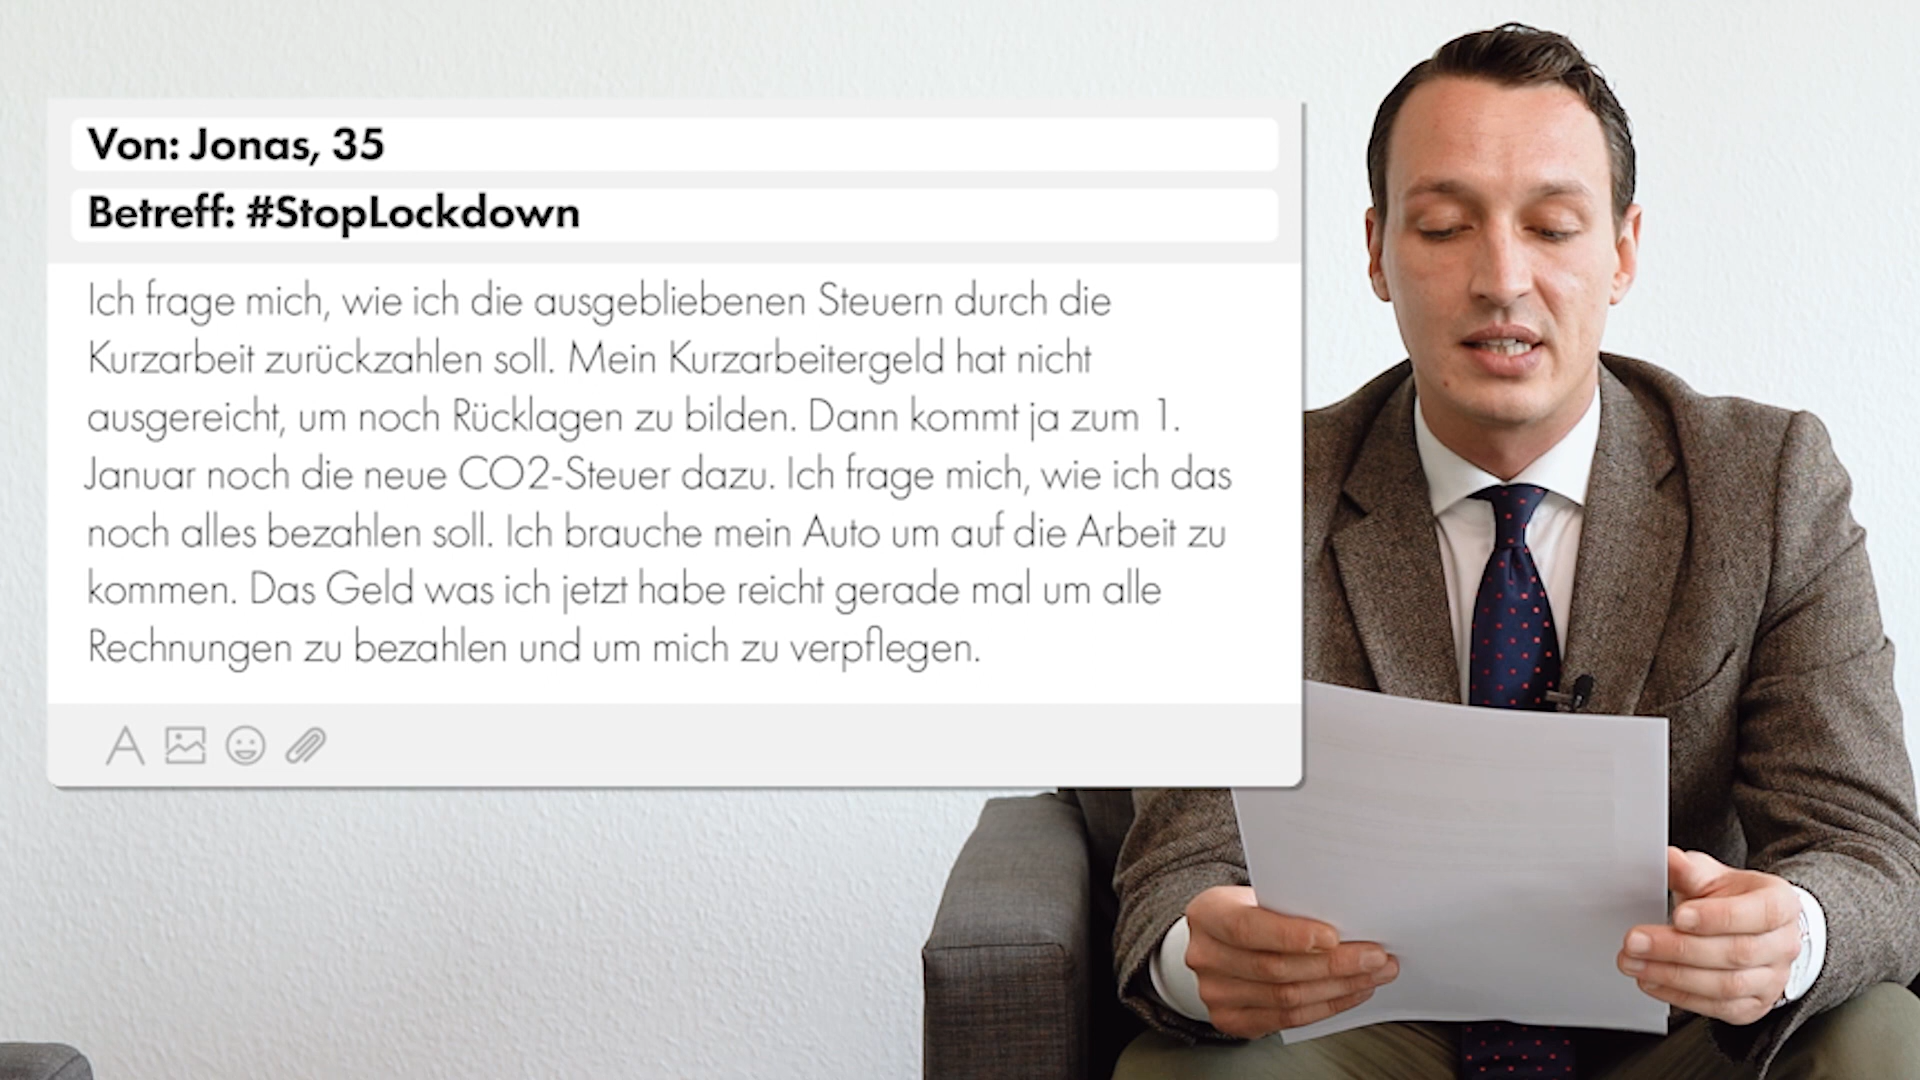 Von: Jonas, 35
Betreff: #StopLockdown
Ich frage mich, wie ich die ausgebliebenen Steuern durch die
Kurzarbeit zurückzahlen soll. Mein Kurzarbeitergeld hat nicht
ausgereicht, um noch Rücklagen zu bilden. Dann kommt ja zum 1.
Januar noch die neue CO2-Steuer dazu. Ich frage mich, wie ich das
noch alles bezahlen soll. Ich brauche mein Auto um auf die Arbeit zu
kommen. Das Geld was ich jetzt habe reicht gerade mal um alle
Rechnungen zu bezahlen und um mich zu verpflegen.